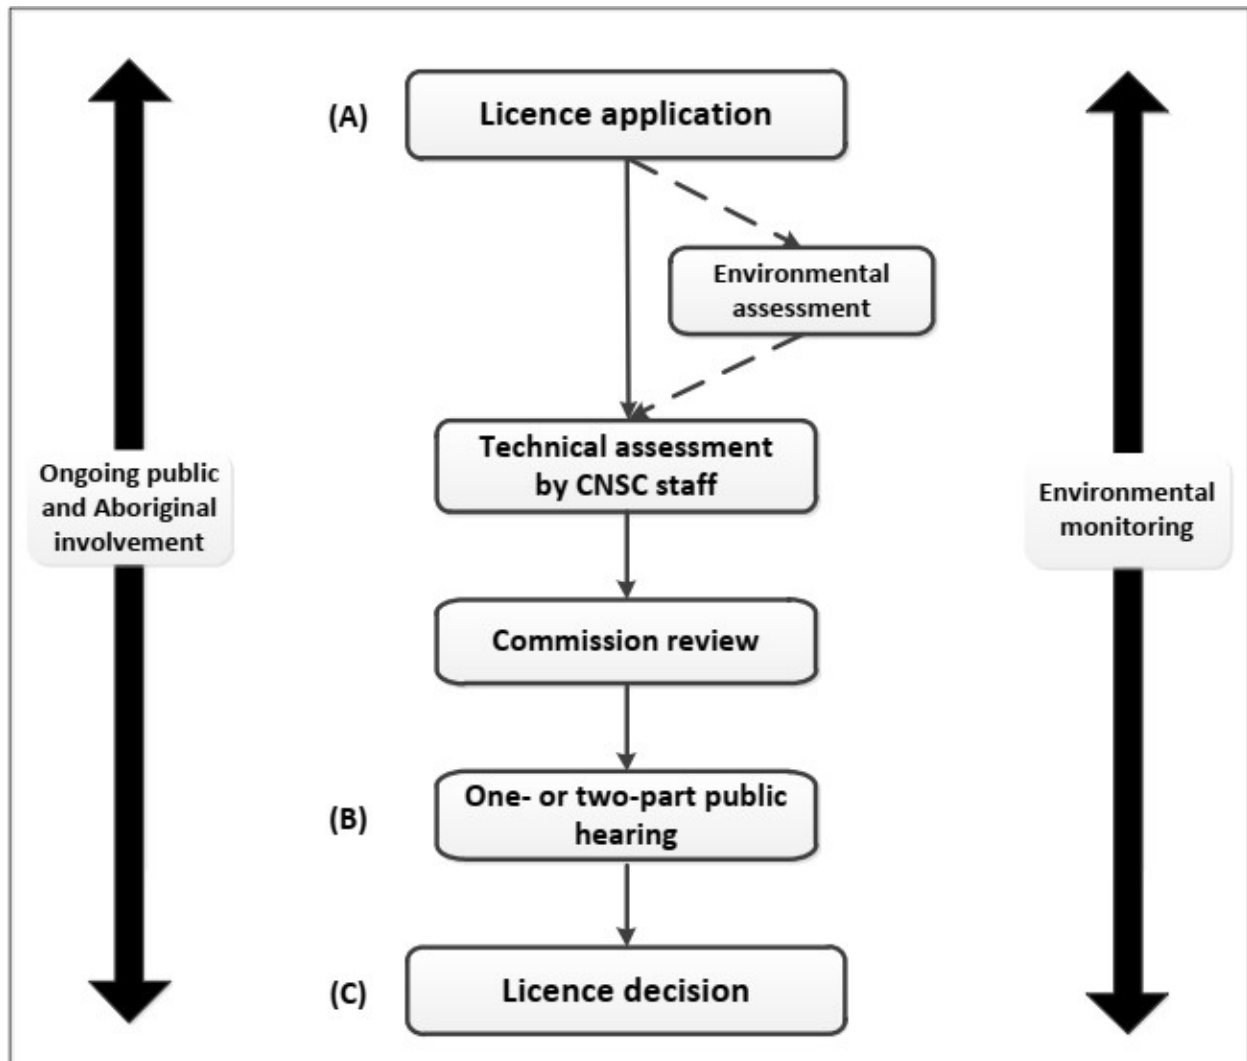 (A)
Licence application
Environmental
assessment
Technical assessment
by CNSC staff
Ongoing public
and Aboriginal
involvement
Environmental
monitoring
Commission review
(B)
One- or two-part public
hearing
(C)
Licence decision